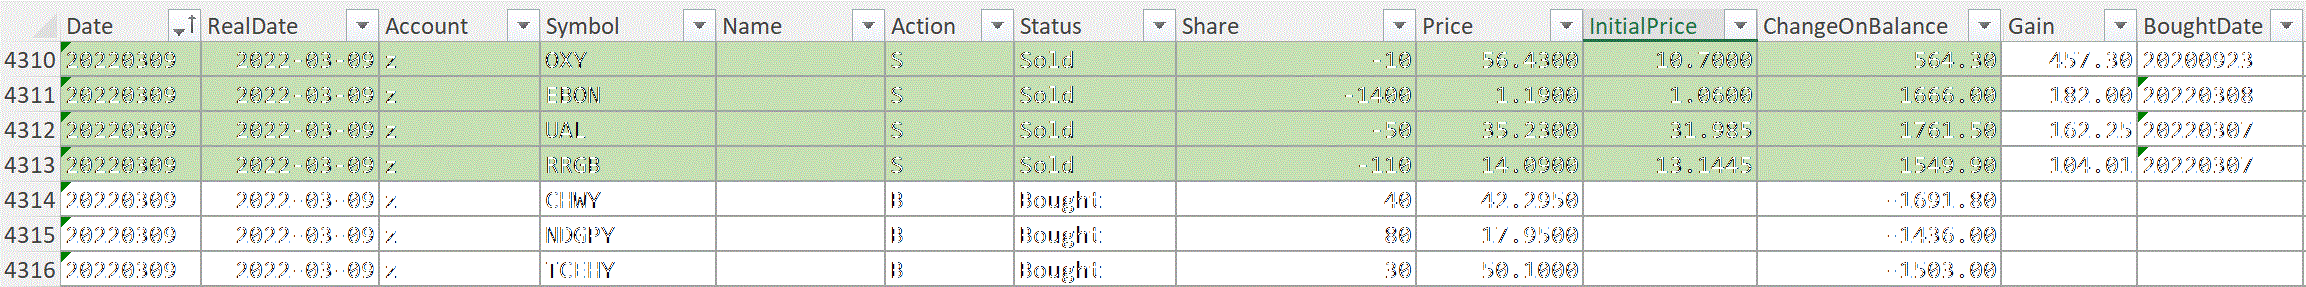 Date RealDate Account Symbol Name Action Status Share Price InitialPrice ChangeOnBalance Gain BoughtDate
4310 20220309 2022-03-09 z OXY S Sold -10 56.4300 10.7000 564.30 457.30 20200923
4311 20220309 2022-03-09 z EBON S Sold -1400 1.1900 1.0600 1666.00 182.00 20220308
4312 20220309 2022-03-09 z UAL S Sold -50 35.2300 31.985 1761.50 162.25 20220307
4313 20220309 2022-03-09 z RRGB S Sold -110 14.0900 13.1445 1549.90 104.01 20220307
4314 20220309 2022-03-09 z CHWY B Bought 40 42.2950 -1691.80
4315 20220309 2022-03-09 z NDGPY B Bought 80 17.9500 -1436.00
4316 20220309 2022-03-09 z TCEHY B Bought 30 50.1000 -1503.00